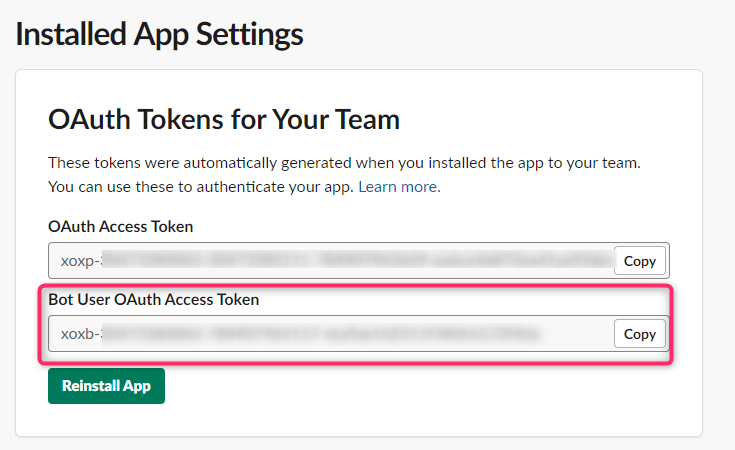 Installed App Settings
OAuth Tokens for Your Team
These tokens were automatically generated when you installed the app to your team.
You can use these to authenticate your app. Learn more.
OAuth Access Token
xoxp- Copy
Bot User OAuth Access Token
xoxb- Copy
Reinstall App